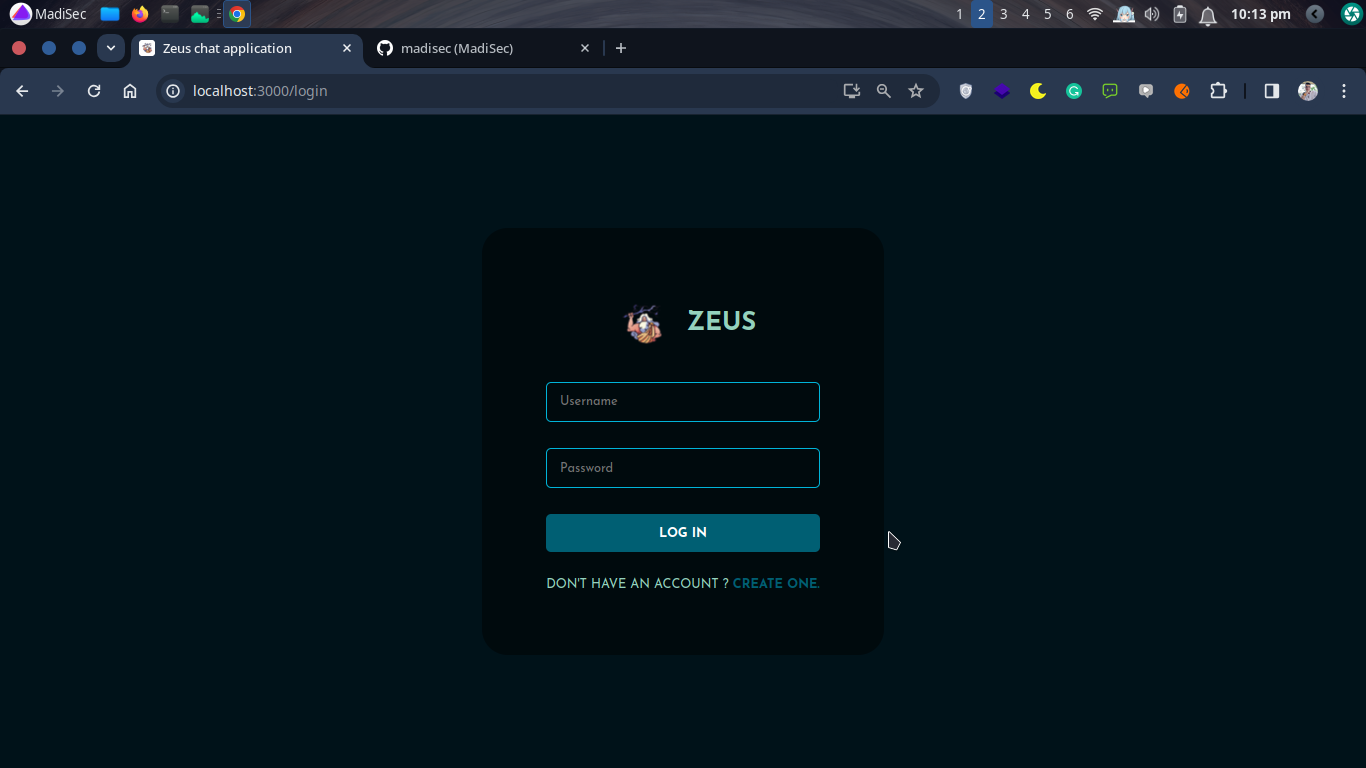 MadiSec
1 2 3 4 5 6 10:13 pm
Zeus chat application
madisec (MadiSec)
localhost:3000/login
ZEUS
Username
Password
LOG IN
DON'T HAVE AN ACCOUNT ? CREATE ONE.